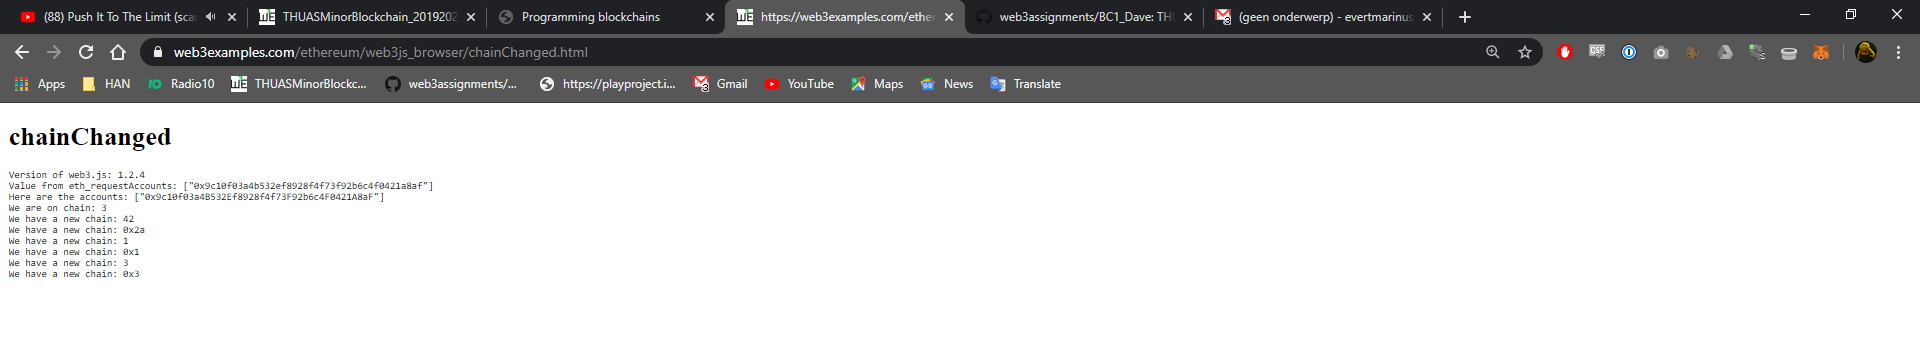 (88) Push It To The Limit (scar
THUASMinorBlockchain_2019202
Programming blockchains
https://web3examples.com/ether
web3assignments/BC1_Dave: TH
(geen onderwerp) - evertmarinus
web3examples.com/ethereum/web3js_browser/chainChanged.html
Apps
HAN
Radio10
THUASMinorBlockc...
web3assignments/...
https://playproject.i...
Gmail
YouTube
Maps
News
Translate
chainChanged
Version of web3.js: 1.2.4
Value from eth_requestAccounts: ["0x9c10f03a4b532ef8928f4f73f92b6c4f0421a8af"]
Here are the accounts: ["0x9c10f03a4B532Ef8928f4f73F92b6c4F0421A8aF"]
We are on chain: 3
We have a new chain: 42
We have a new chain: 0x2a
We have a new chain: 1
We have a new chain: 0x1
We have a new chain: 3
We have a new chain: 0x3